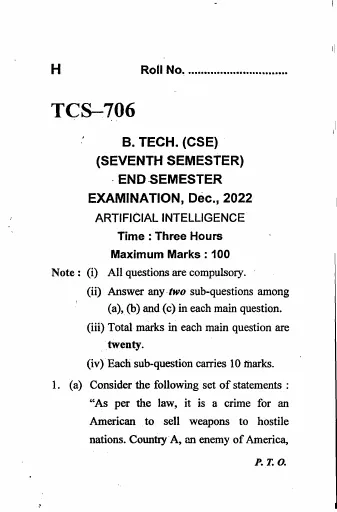 H Roll No. ..............................
TCS–706
B. TECH. (CSE)
(SEVENTH SEMESTER)
END SEMESTER
EXAMINATION, Dec., 2022
ARTIFICIAL INTELLIGENCE
Time : Three Hours
Maximum Marks : 100
Note : (i) All questions are compulsory.
(ii) Answer any two sub-questions among
(a), (b) and (c) in each main question.
(iii) Total marks in each main question are
twenty.
(iv) Each sub-question carries 10 marks.
1. (a) Consider the following set of statements :
“As per the law, it is a crime for an
American to sell weapons to hostile
nations. Country A, an enemy of America,
P. T. O.